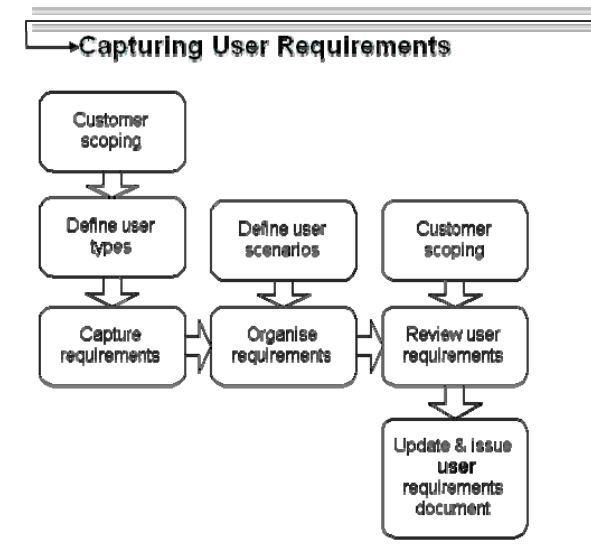 Capturing User Requirements
Customer
scoping
Define user
types
Define user
scenarios
Customer
scoping
Capture
requirements
Organise
requirements
Review user
requirements
Update & issue
user
requirements
document